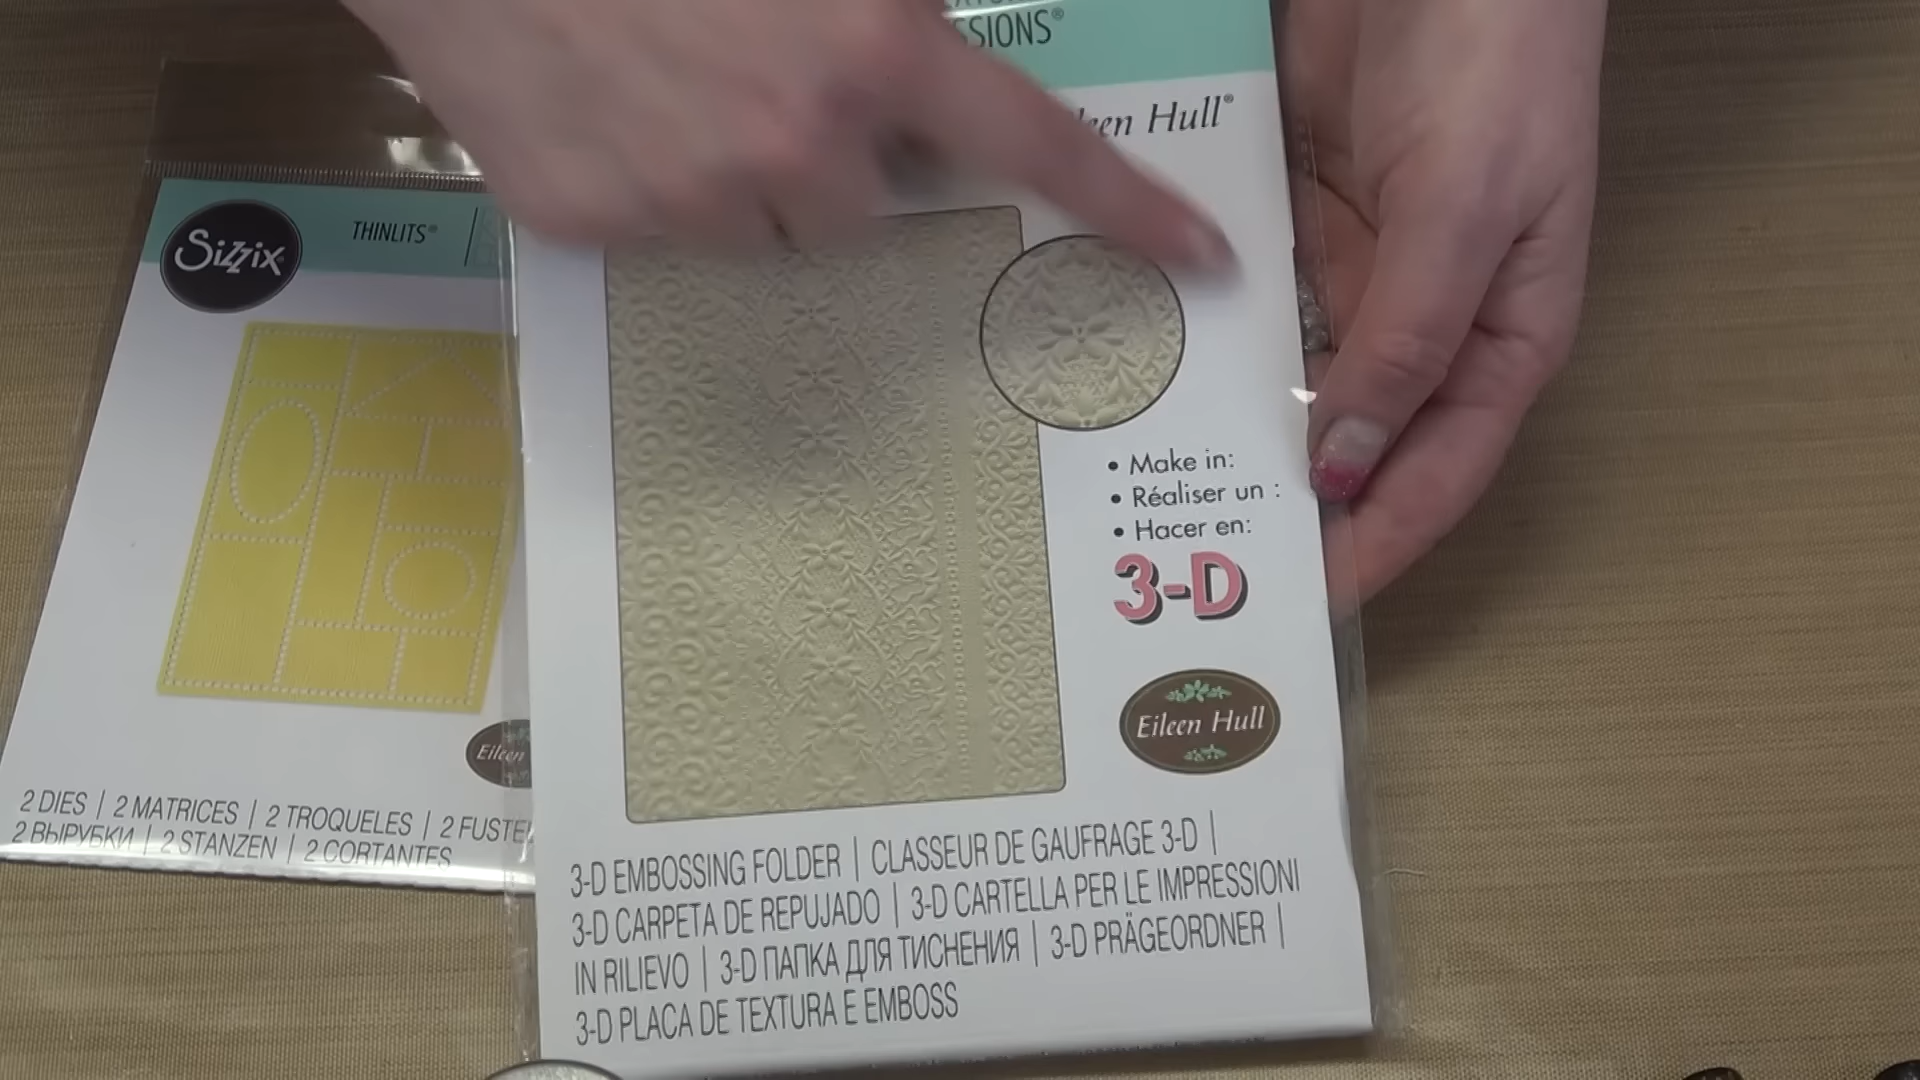 SSIONS®
een Hull®
Sizzix
THINLITS®
• Make in:
• Réaliser un :
• Hacer en:
3-D
Eileen Hull
Eileen
2 DIES | 2 MATRICES | 2 TROQUELES | 2 FUSTE
2 ВЫРУБКИ | 2 STANZEN | 2 CORTANTES
3-D EMBOSSING FOLDER | CLASSEUR DE GAUFRAGE 3-D |
3-D CARPETA DE REPUJADO | 3-D CARTELLA PER LE IMPRESSIONI
IN RILIEVO | 3-D ПАПКА ДЛЯ ТИСНЕНИЯ | 3-D PRÄGEORDNER |
3-D PLACA DE TEXTURA E EMBOSS